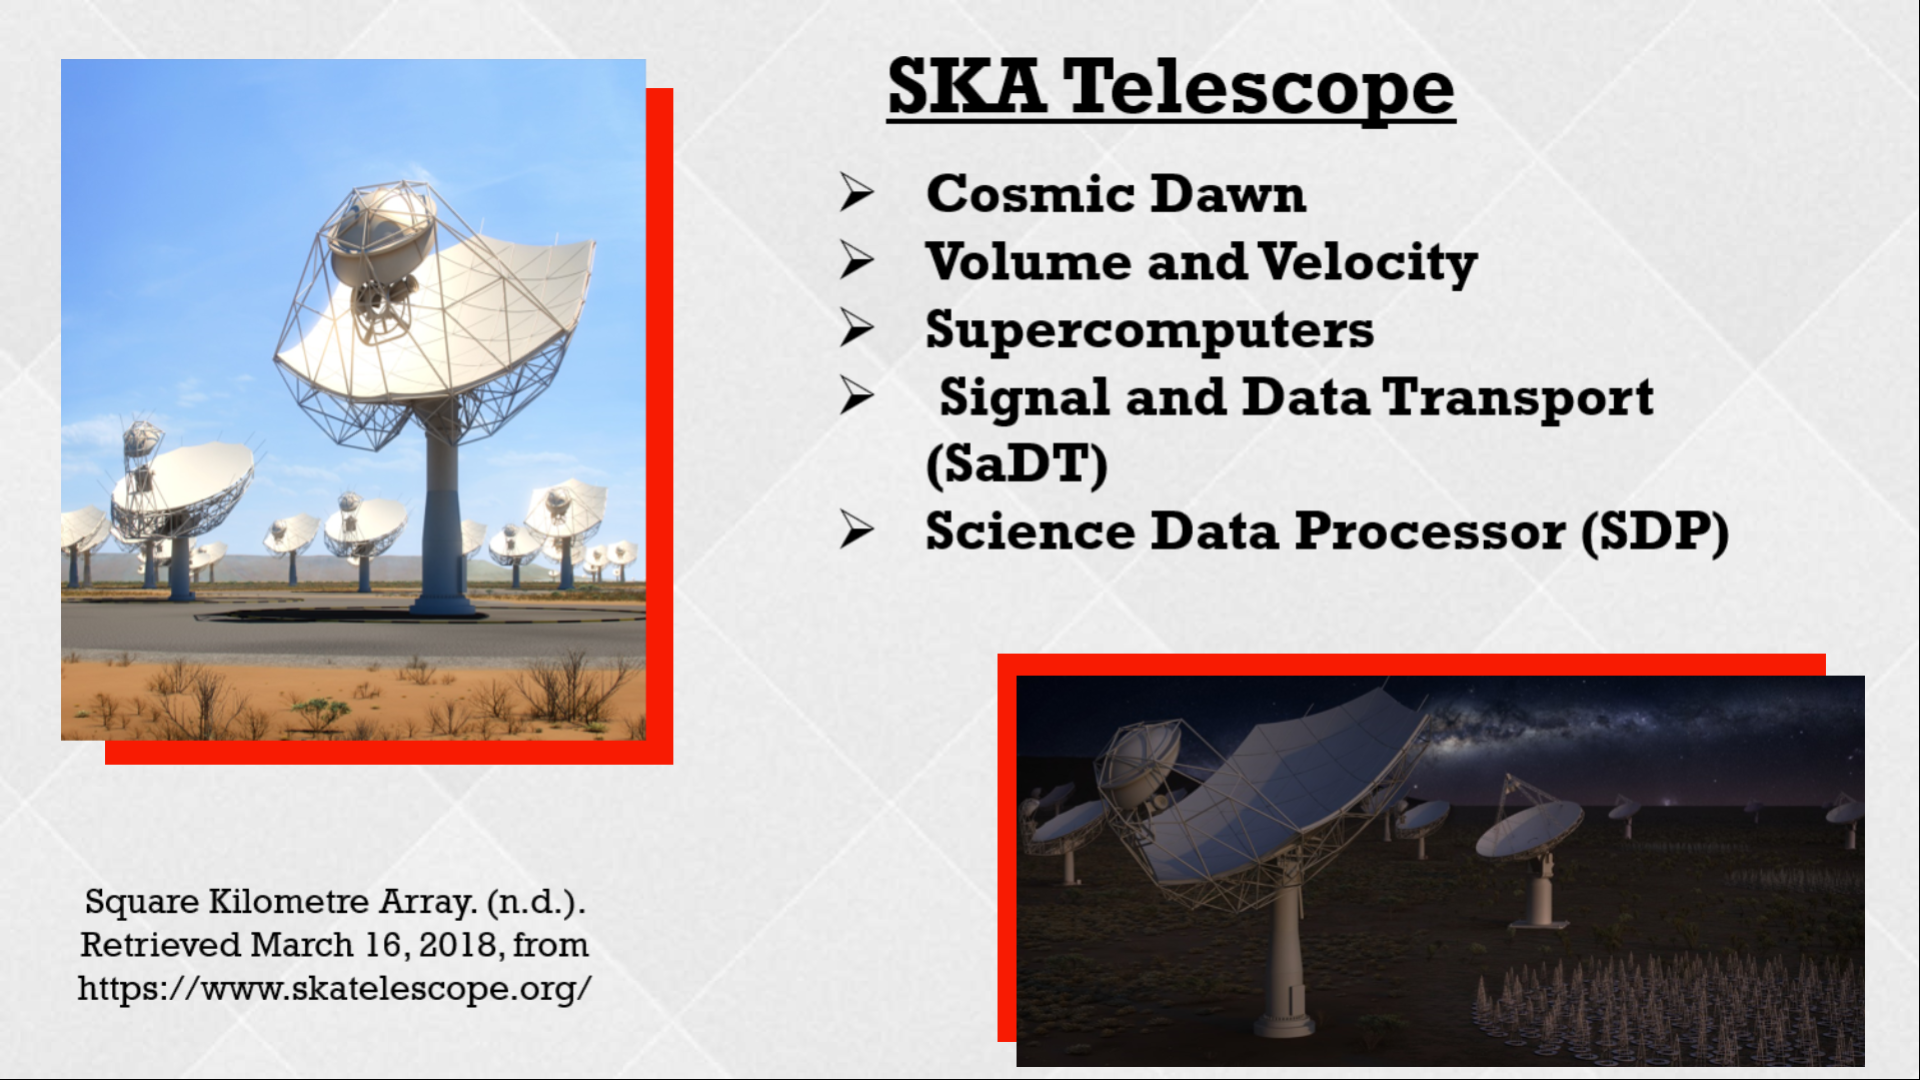 SKA Telescope
Cosmic Dawn
Volume and Velocity
Supercomputers
Signal and Data Transport
(SaDT)
Science Data Processor (SDP)
Square Kilometre Array. (n.d.).
Retrieved March 16, 2018, from
https://www.skatelescope.org/